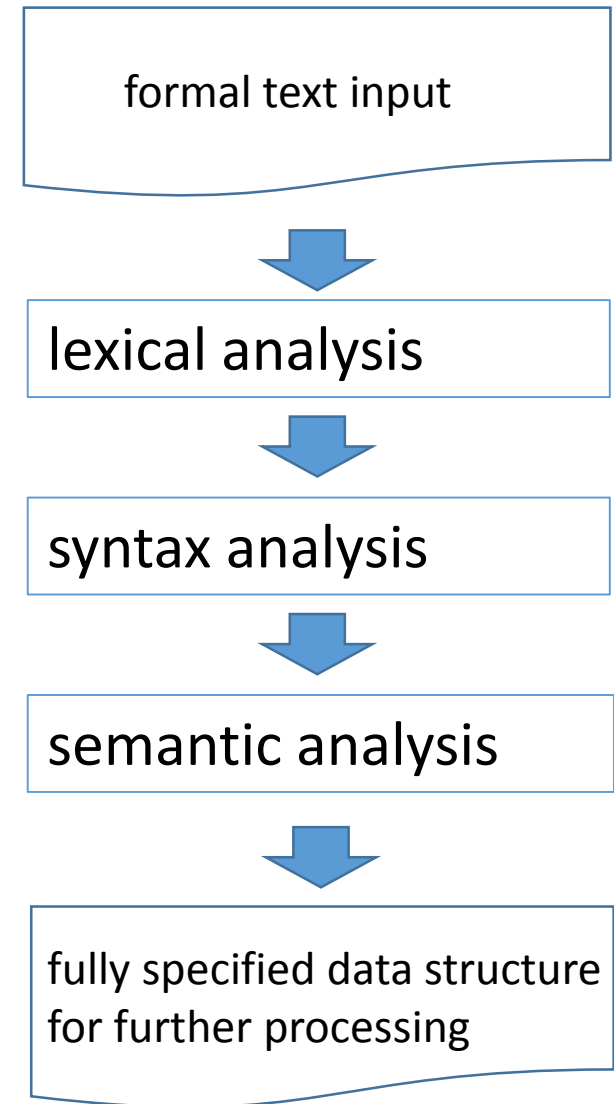 formal text input
lexical analysis
syntax analysis
semantic analysis
fully specified data structure
for further processing